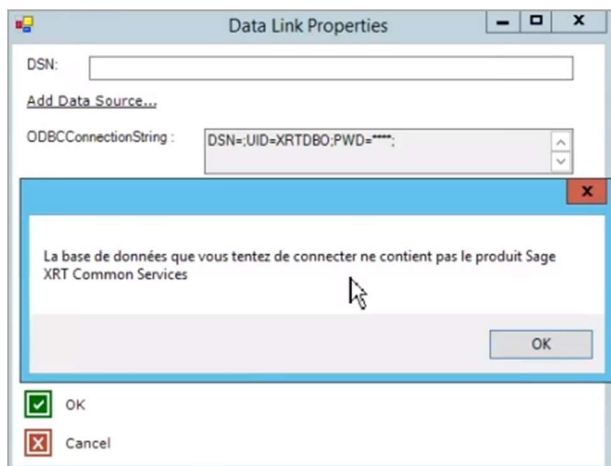 Data Link Properties
DSN:
Add Data Source...
ODBCConnectionString :
DSN=;UID=XRTDBO;PWD=****;
La base de données que vous tentez de connecter ne contient pas le produit Sage
XRT Common Services
OK
OK
Cancel